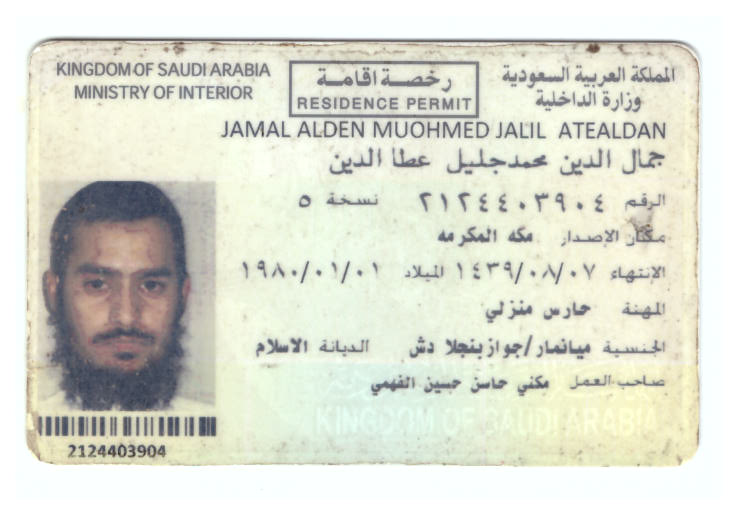 KINGDOM OF SAUDI ARABIA
MINISTRY OF INTERIOR
رخصة اقامة
RESIDENCE PERMIT
المملكة العربية السعودية
وزارة الداخلية
JAMAL ALDEN MUOHMED JALIL ATEALDAN
جمال الدين محمدجليل عطا الدين
الرقم ٢١٢٤٤٠٣٩٠٤ نسخة ٥
مكان الإصدار مكه المكرمه
الإنتهاء ١٤٣٩/٠٨/٠٧ الميلاد ١٩٨٠/٠١/٠١
المهنة حارس منزلي
الجنسية ميانمار/جواز بنجلا دش الديانة الاسلام
صاحب العمل مكني حاسن حسين الفهمي
KINGDOM OF SAUDI ARABIA
2124403904